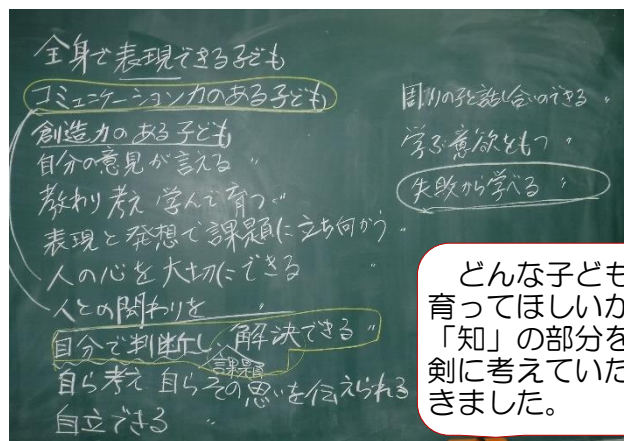 全身で表現できる子ども
コミュニケーション力のある子ども
創造力のある子ども
自分の意見が言える 〃
教わり考え学んで育つ〃
表現と発想で課題に立ち向かう〃
人の心を大切にできる 〃
人との関わりを 〃
自分で判断し、解決できる〃
課題
自ら考え自らその思いを伝えられる
自立できる 〃
周りの子と話し合いのできる 〃
学ぶ意欲をもつ 〃
失敗から学べる 〃
どんな子ども
育ってほしいか
「知」の部分を
剣に考えていた
きました。